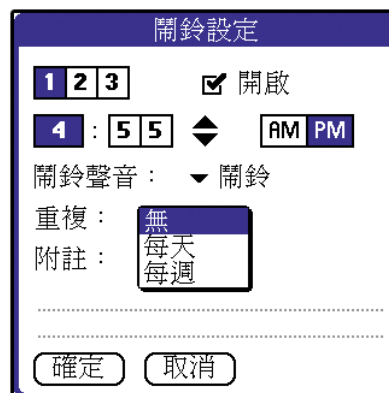 鬧鈴設定
1 2 3 開啟
4 : 5 5 AM PM
鬧鈴聲音： 鬧鈴
重複： 無
每天
附註： 每週
確定 取消